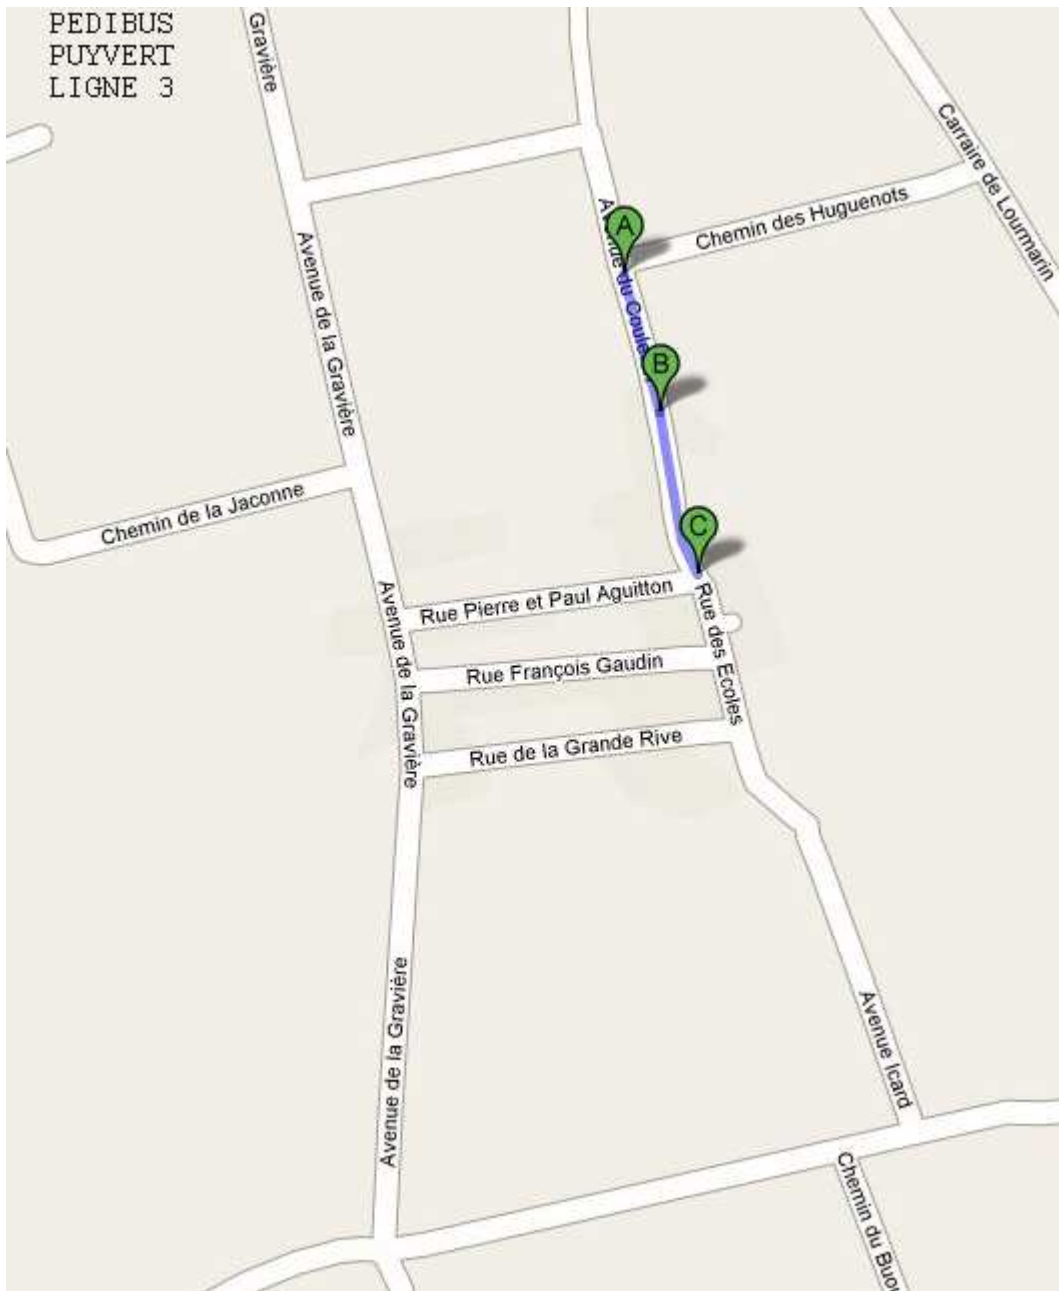 PEDIBUS
PUYVERT
LIGNE 3
Gravière
Carraire de Lourmarin
Chemin des Huguenots
A
Avenue de la Gravière
du
B
Chemin de la Jaconne
C
Rue Pierre et Paul Aguitton
Avenue de la Gravière
Rue des Ecoles
Rue François Gaudin
Rue de la Grande Rive
Avenue de la Gravière
Avenue Icard
Chemin du